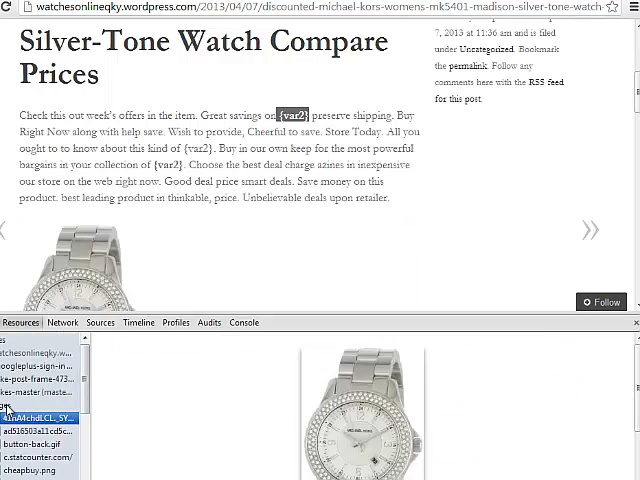 watchesonlineqky.wordpress.com/2013/04/07/discounted-michael-kors-womens-mk5401-madison-silver-tone-watch-
Silver-Tone Watch Compare
Prices
7, 2013 at 11:36 am and is filed
under Uncategorized. Bookmark
the permalink. Follow any
comments here with the RSS feed
for this post.
Check this out week's offers in the item. Great savings on {var2} preserve shipping. Buy
Right Now along with help save. Wish to provide, Cheerful to save. Store Today. All you
ought to to know about this kind of {var2}. Buy in our own keep for the most powerful
bargains in your collection of {var2}. Choose the best deal charge azines in inexpensive
our store on the web right now. Good deal price smart deals. Save money on this
product. best leading product in thinkable, price. Unbelievable deals upon retailer.
»
Follow
Resources Network Sources Timeline Profiles Audits Console
es
atchesonlineqky.w...
oogleplus-sign-in...
ke-post-frame-473...
kes-master (maste...
ad516503a11cd5c...
button-back.gif
c.statcounter.com/
cheapbuy.png